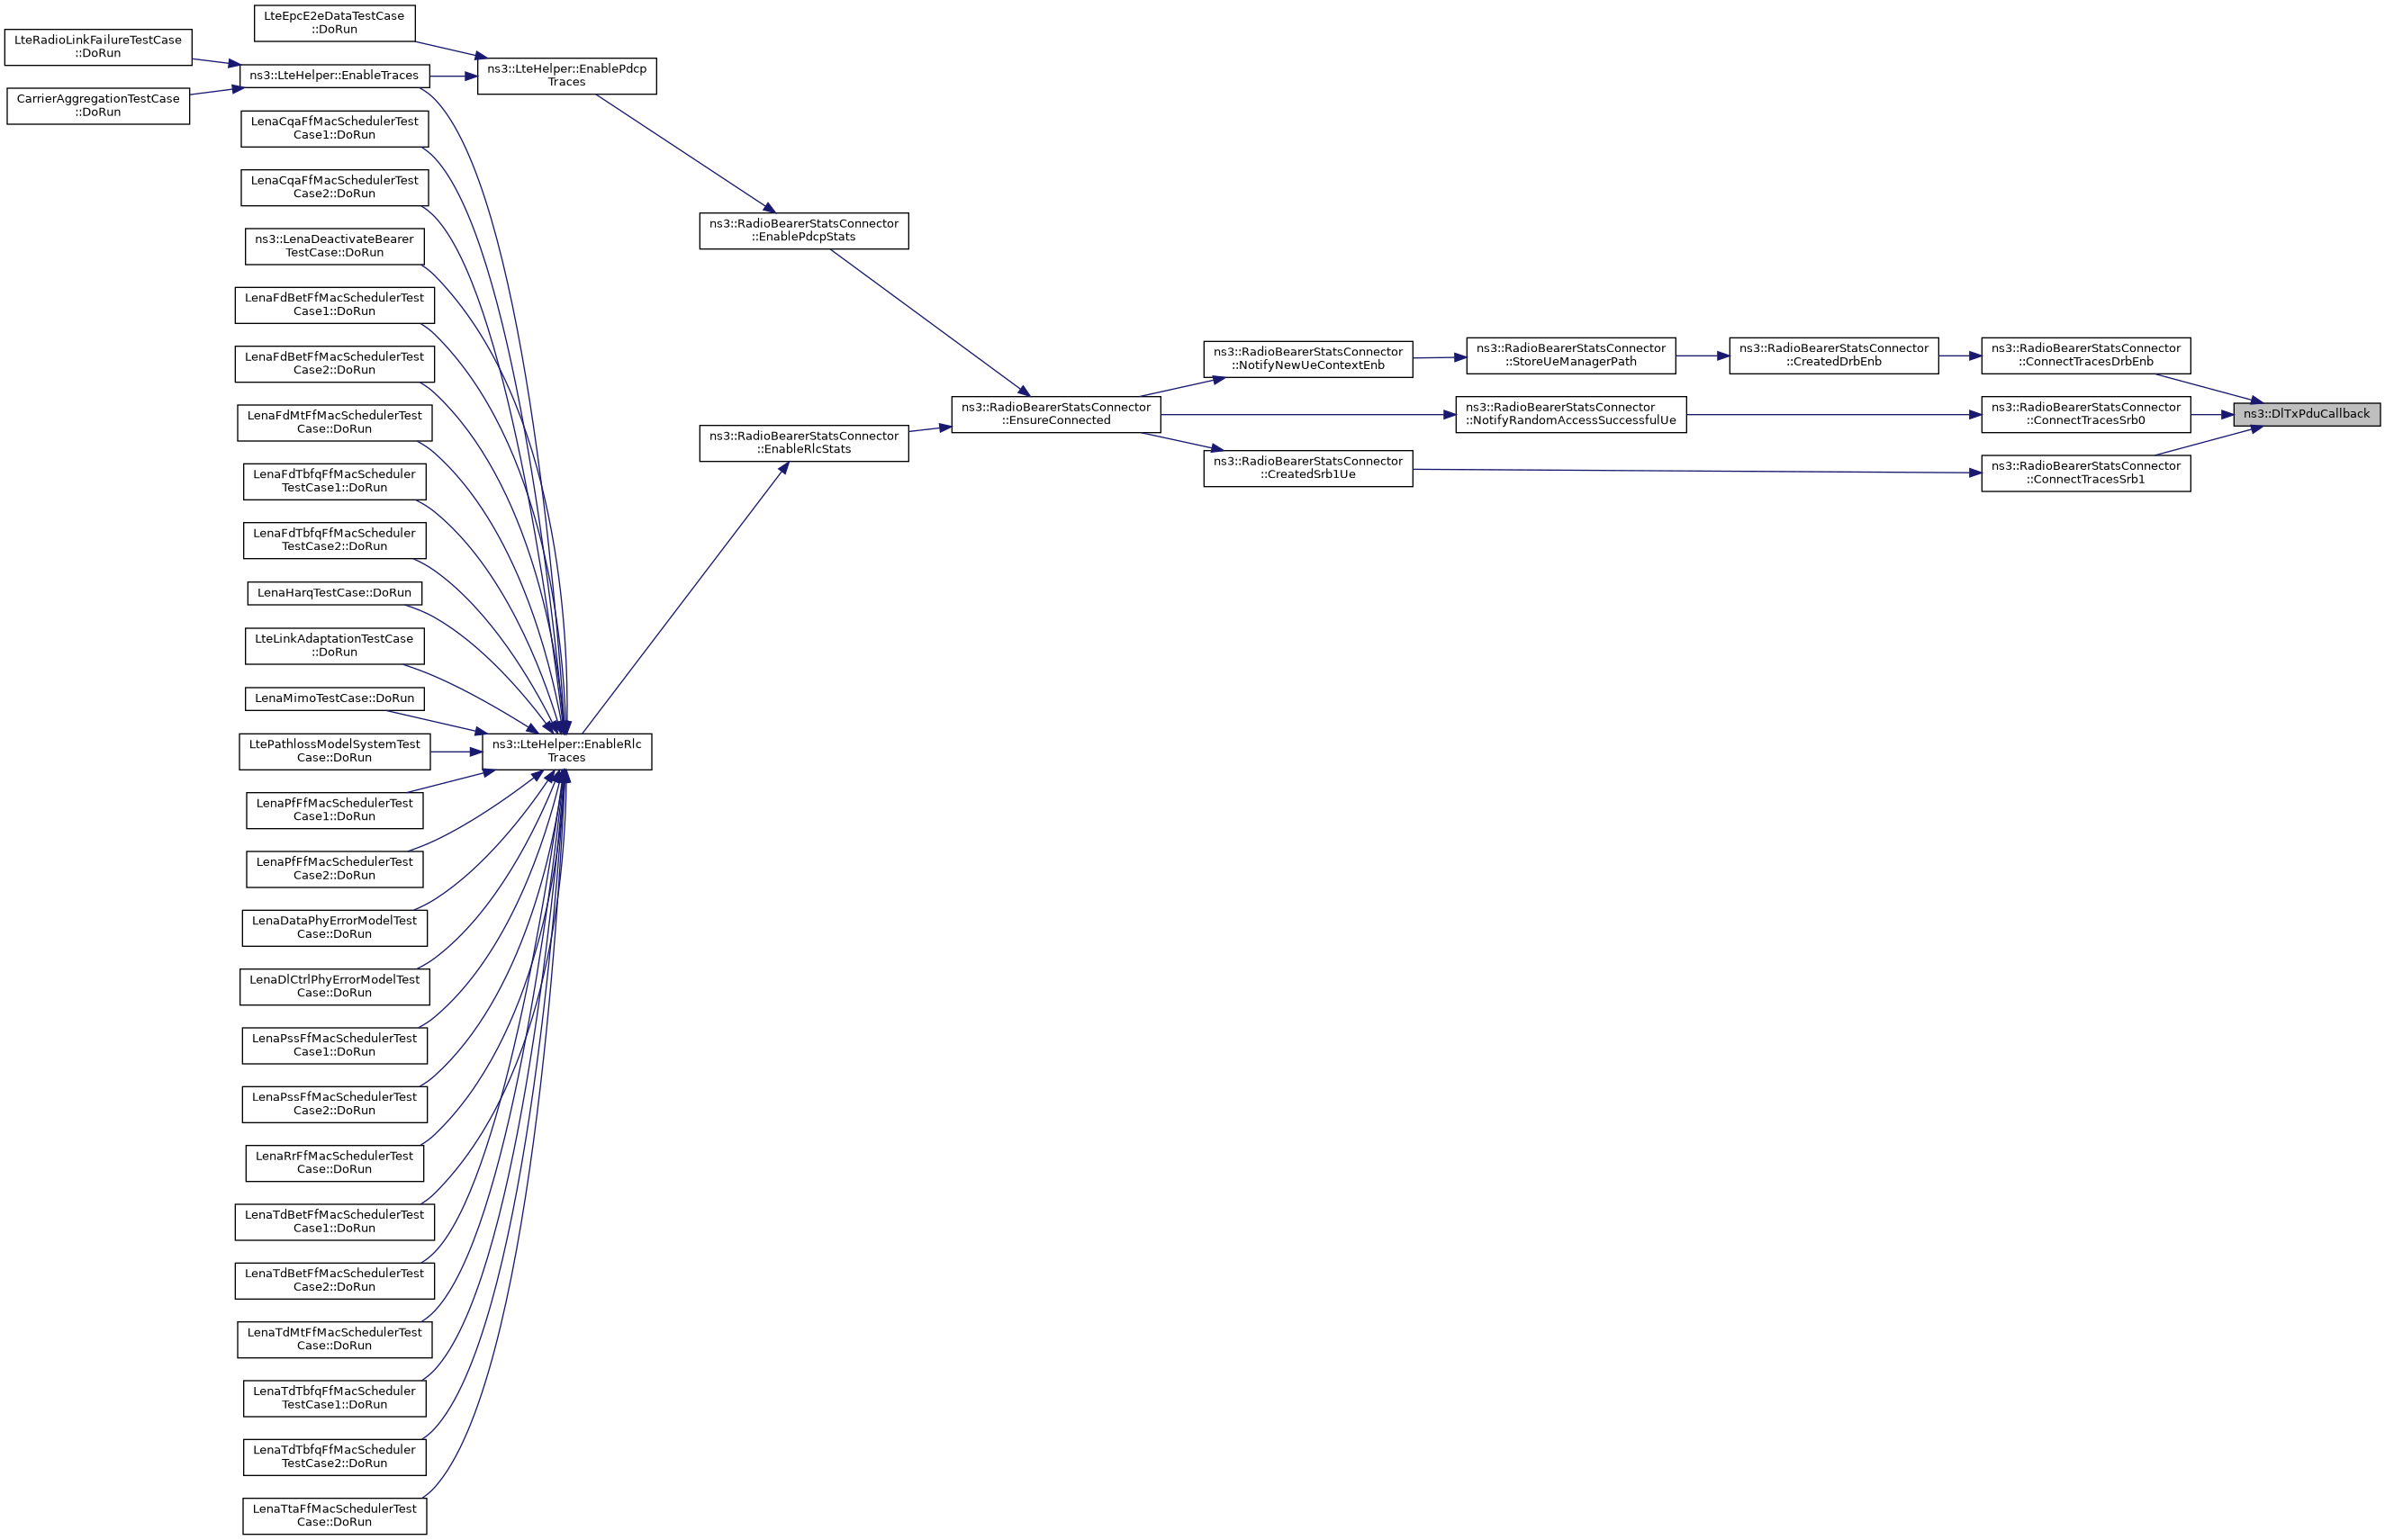 LteRadioLinkFailureTestCase
::DoRun
CarrierAggregationTestCase
::DoRun
LteEpcE2eDataTestCase
::DoRun
ns3::LteHelper::EnableTraces
LenaCqaFfMacSchedulerTest
Case1::DoRun
LenaCqaFfMacSchedulerTest
Case2::DoRun
ns3::LenaDeactivateBearer
TestCase::DoRun
LenaFdBetFfMacSchedulerTest
Case1::DoRun
LenaFdBetFfMacSchedulerTest
Case2::DoRun
LenaFdMtFfMacSchedulerTest
Case::DoRun
LenaFdTbfqFfMacScheduler
TestCase1::DoRun
LenaFdTbfqFfMacScheduler
TestCase2::DoRun
LenaHarqTestCase::DoRun
LteLinkAdaptationTestCase
::DoRun
LenaMimoTestCase::DoRun
LtePathlossModelSystemTest
Case::DoRun
LenaPfFfMacSchedulerTest
Case1::DoRun
LenaPfFfMacSchedulerTest
Case2::DoRun
LenaDataPhyErrorModelTest
Case::DoRun
LenaDlCtrlPhyErrorModelTest
Case::DoRun
LenaPssFfMacSchedulerTest
Case1::DoRun
LenaPssFfMacSchedulerTest
Case2::DoRun
LenaRrFfMacSchedulerTest
Case::DoRun
LenaTdBetFfMacSchedulerTest
Case1::DoRun
LenaTdBetFfMacSchedulerTest
Case2::DoRun
LenaTdMtFfMacSchedulerTest
Case::DoRun
LenaTdTbfqFfMacScheduler
TestCase1::DoRun
LenaTdTbfqFfMacScheduler
TestCase2::DoRun
LenaTtaFfMacSchedulerTest
Case::DoRun
ns3::LteHelper::EnablePdcp
Traces
ns3::LteHelper::EnableRlc
Traces
ns3::RadioBearerStatsConnector
::EnablePdcpStats
ns3::RadioBearerStatsConnector
::EnableRlcStats
ns3::RadioBearerStatsConnector
::EnsureConnected
ns3::RadioBearerStatsConnector
::NotifyNewUeContextEnb
ns3::RadioBearerStatsConnector
::CreatedSrb1Ue
ns3::RadioBearerStatsConnector
::StoreUeManagerPath
ns3::RadioBearerStatsConnector
::NotifyRandomAccessSuccessfulUe
ns3::RadioBearerStatsConnector
::CreatedDrbEnb
ns3::RadioBearerStatsConnector
::ConnectTracesDrbEnb
ns3::RadioBearerStatsConnector
::ConnectTracesSrb0
ns3::RadioBearerStatsConnector
::ConnectTracesSrb1
ns3::DlTxPduCallback